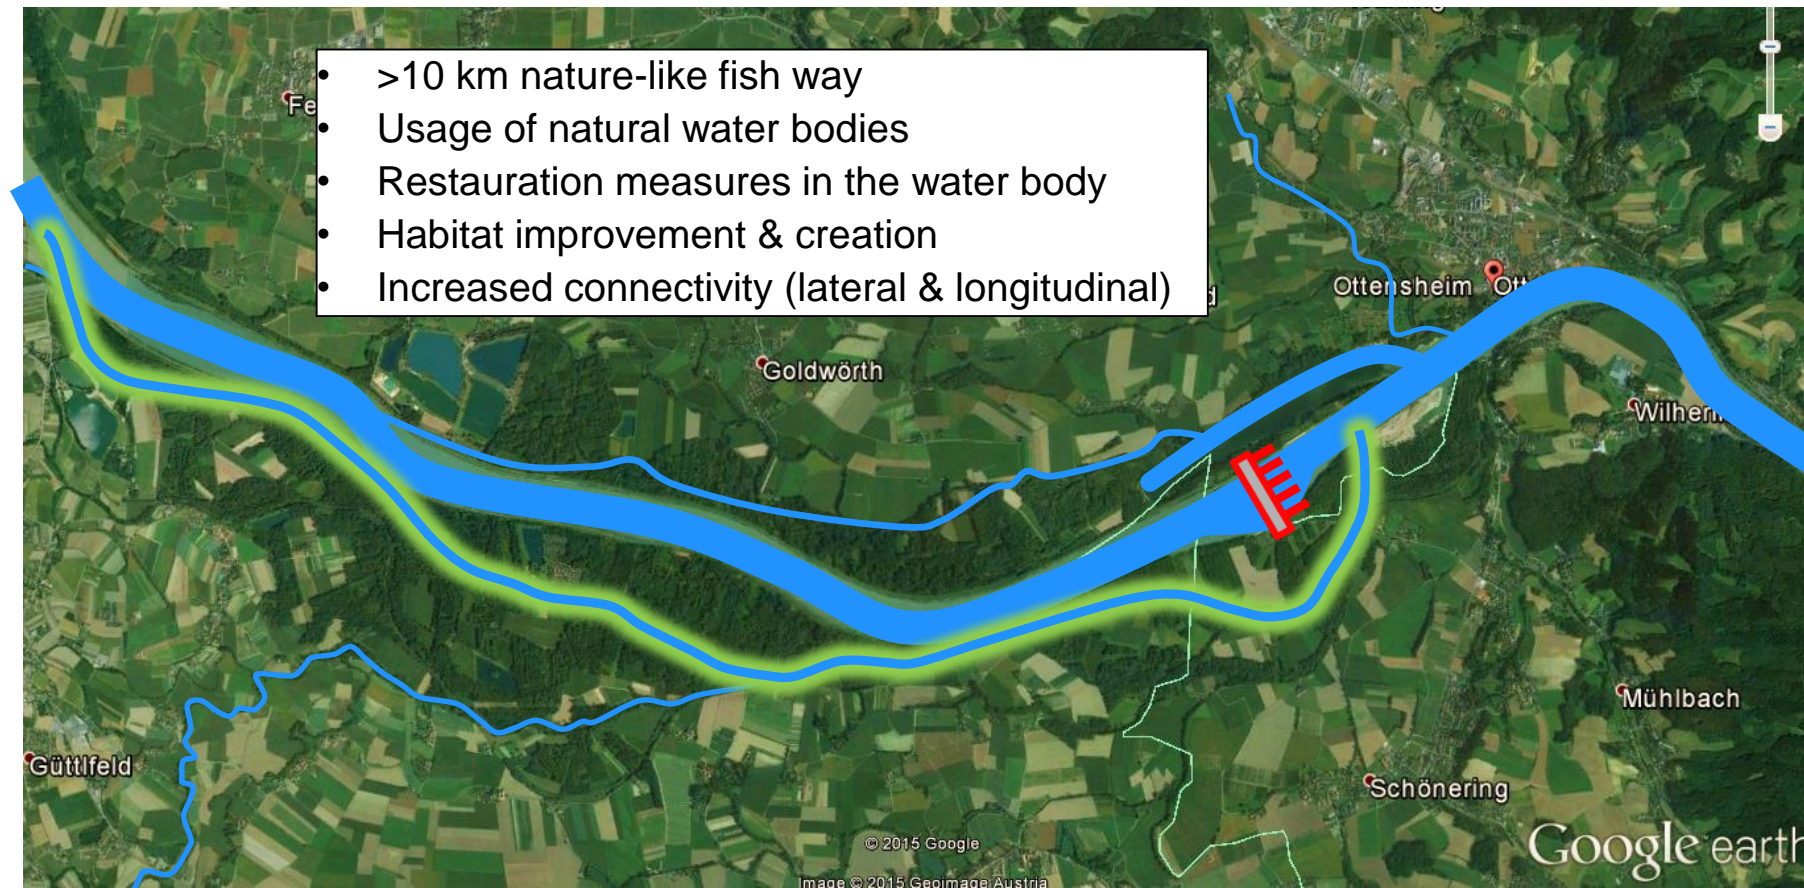 • >10 km nature-like fish way
• Usage of natural water bodies
• Restauration measures in the water body
• Habitat improvement & creation
• Increased connectivity (lateral & longitudinal)
Ottensheim
Goldwörth
Güttlfeld
Mühlbach
Schönering
© 2015 Google
Google earth
Image © 2015 Geoimage Austria